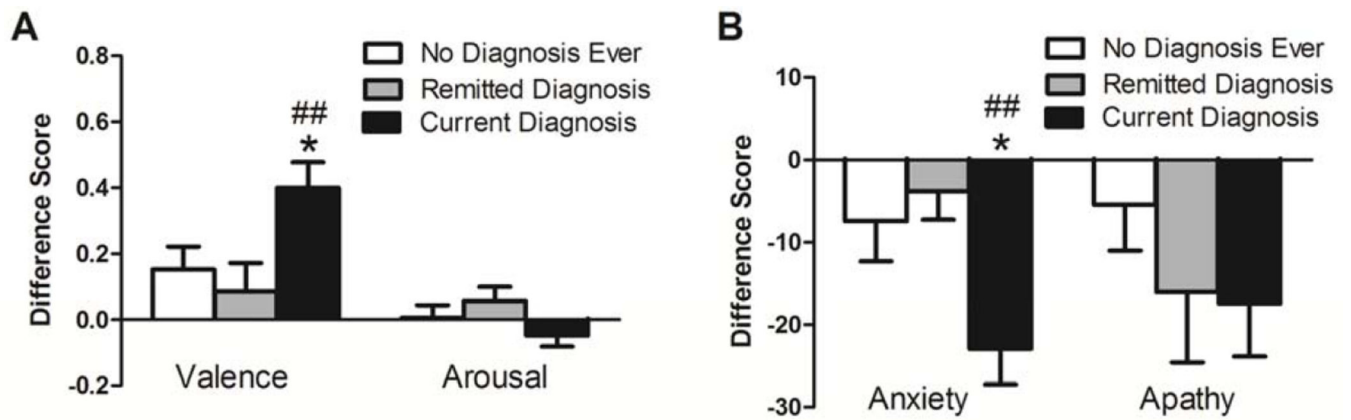 A
Difference Score
0.8
0.6
0.4
0.2
0.0
-0.2
No Diagnosis Ever
Remitted Diagnosis
Current Diagnosis
##
*
Valence
Arousal
B
Difference Score
10
0
-10
-20
-30
No Diagnosis Ever
Remitted Diagnosis
Current Diagnosis
##
*
Anxiety
Apathy